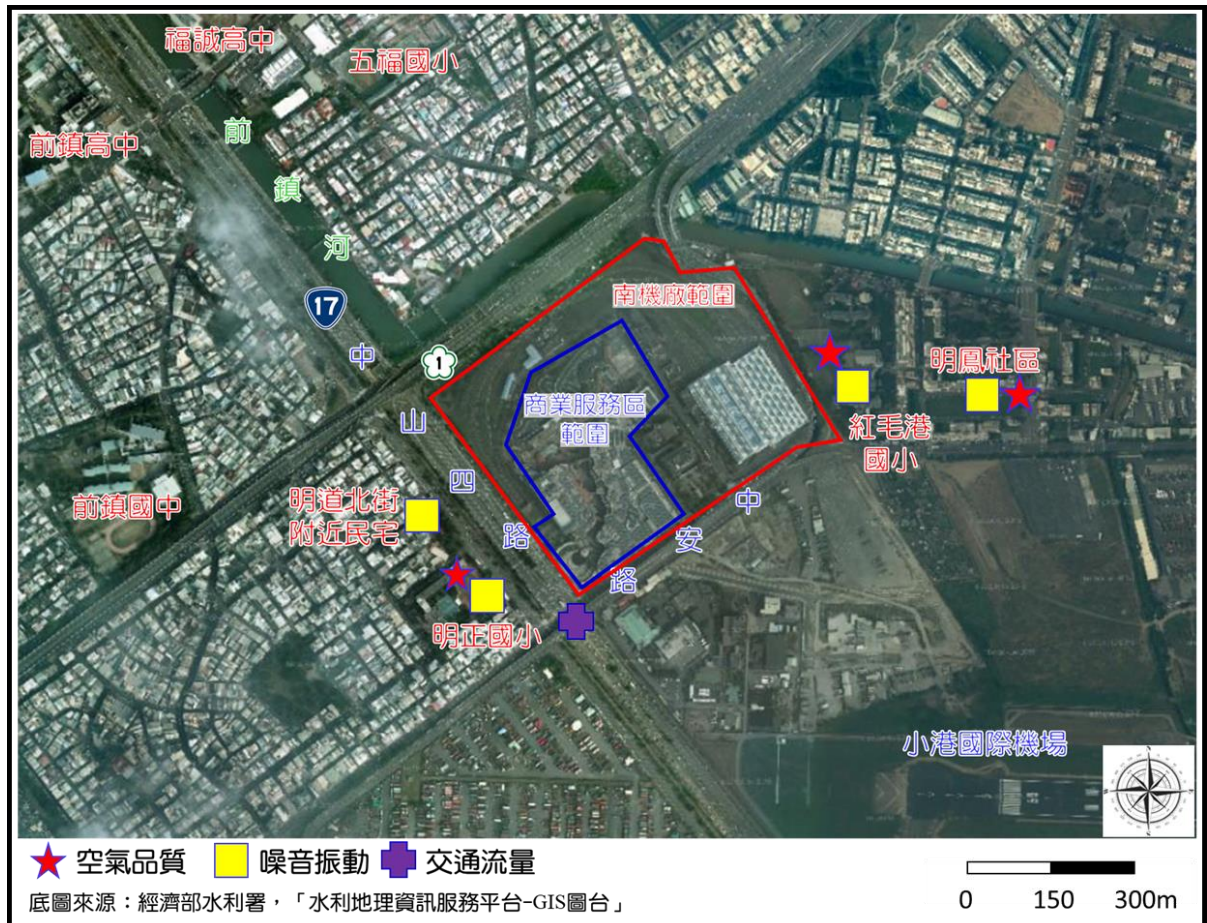 福誠高中
五福國小
前鎮高中
前
鎮
河
17
中
山
四
路
1
南機廠範圍
商業服務區
範圍
明鳳社區
紅毛港
國小
前鎮國中
明道北街
附近民宅
中
安
路
明正國小
小港國際機場
空氣品質
噪音振動
交通流量
底圖來源：經濟部水利署，「水利地理資訊服務平台-GIS圖台」
0 150 300m